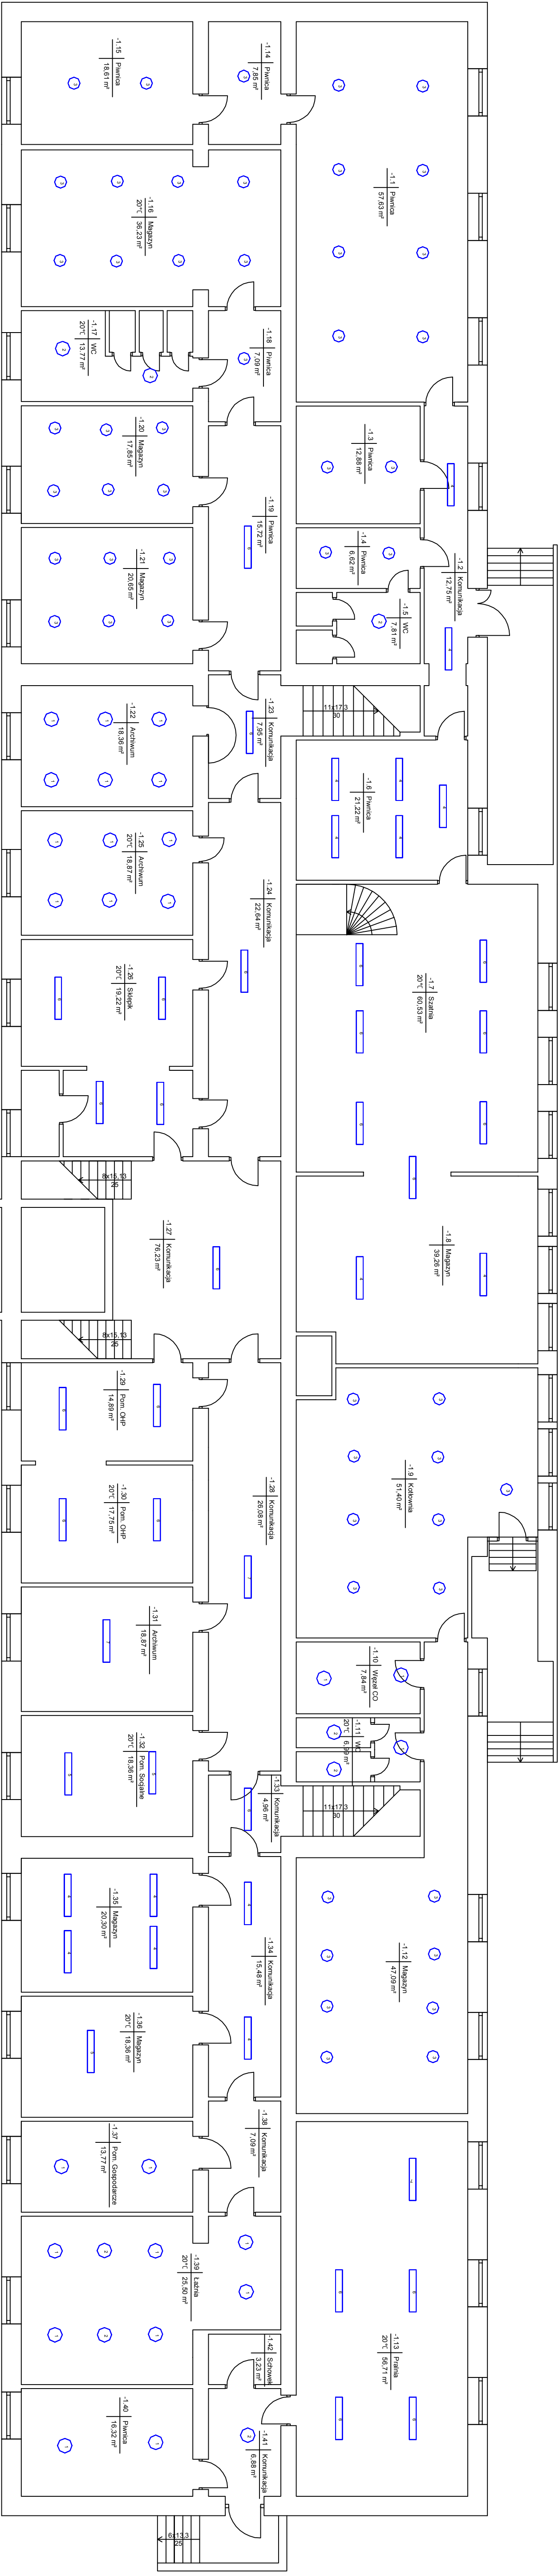 -1.15
Piwnica
18,61 m²
-1.14
Piwnica
7,85 m²
-1.1
Piwnica
57,63 m²
-1.16
Magazyn
20°C
36,23 m²
-1.17
WC
20°C
13,77 m²
-1.18
Piwnica
7,09 m²
-1.3
Piwnica
12,88 m²
-1.20
Magazyn
17,85 m²
-1.19
Piwnica
15,72 m²
-1.4
Piwnica
6,62 m²
-1.2
Komunikacja
12,75 m²
-1.21
Magazyn
20,65 m²
-1.5
WC
7,81 m²
-1.22
Archiwum
18,36 m²
-1.23
Komunikacja
7,95 m²
11x17,3
30
-1.6
Piwnica
21,22 m²
-1.25
Archiwum
20°C
18,87 m²
-1.24
Komunikacja
22,64 m²
-1.26
Sklepik
20°C
19,22 m²
-1.7
Szatnia
20°C
60,53 m²
8x15,13
25
-1.27
Komunikacja
76,23 m²
-1.8
Magazyn
39,26 m²
8x15,13
25
-1.29
Pom. OHP
14,89 m²
-1.30
Pom. OHP
20°C
17,75 m²
-1.28
Komunikacja
26,08 m²
-1.9
Kotłownia
51,40 m²
-1.31
Archiwum
18,87 m²
-1.10
Węzeł CO
7,84 m²
-1.32
Pom. Socjalne
20°C
18,36 m²
-1.11
WC
20°C
-1.33
Komunikacja
4,96 m²
11x17,3
30
-1.35
Magazyn
20,30 m²
-1.34
Komunikacja
15,48 m²
-1.12
Magazyn
47,09 m²
-1.36
Magazyn
20°C
18,36 m²
-1.37
Pom. Gospodarcze
13,77 m²
-1.38
Komunikacja
7,09 m²
-1.39
Łaźnia
20°C
25,50 m²
-1.42
Schowek
3,23 m²
-1.13
Pralnia
20°C
56,71 m²
-1.40
Piwnica
16,32 m²
-1.41
Komunikacja
6,88 m²
6x13,3
25